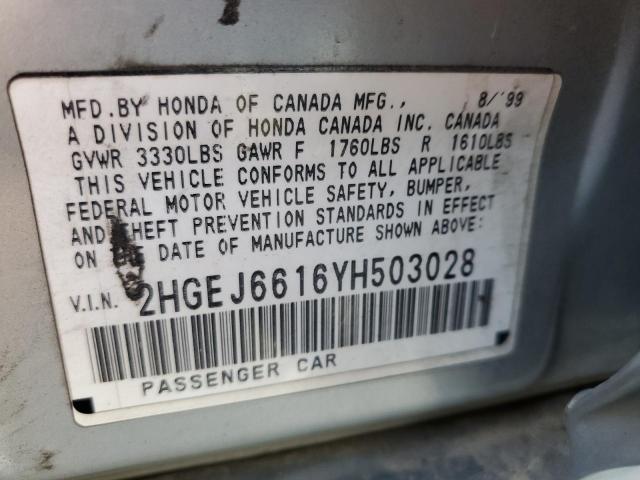 MFD. BY HONDA OF CANADA MFG., 8/'99
A DIVISION OF HONDA CANADA INC. CANADA
GVWR 3330LBS GAWR F 1760LBS R 1610LBS
THIS VEHICLE CONFORMS TO ALL APPLICABLE
FEDERAL MOTOR VEHICLE SAFETY, BUMPER,
AND THEFT PREVENTION STANDARDS IN EFFECT
ON DATE OF MANUFACTURE SHOWN ABOVE:
V.I.N. 2HGEJ6616YH503028
PASSENGER CAR